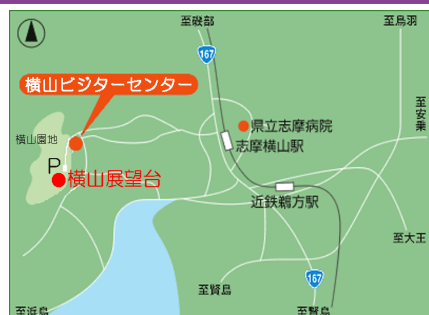 至磯部
至鳥羽
167
横山ビジターセンター
至安乗
県立志摩病院
横山園地
志摩横山駅
P
横山展望台
近鉄鵜方駅
至大王
167
至賢島
至浜島
至賢島